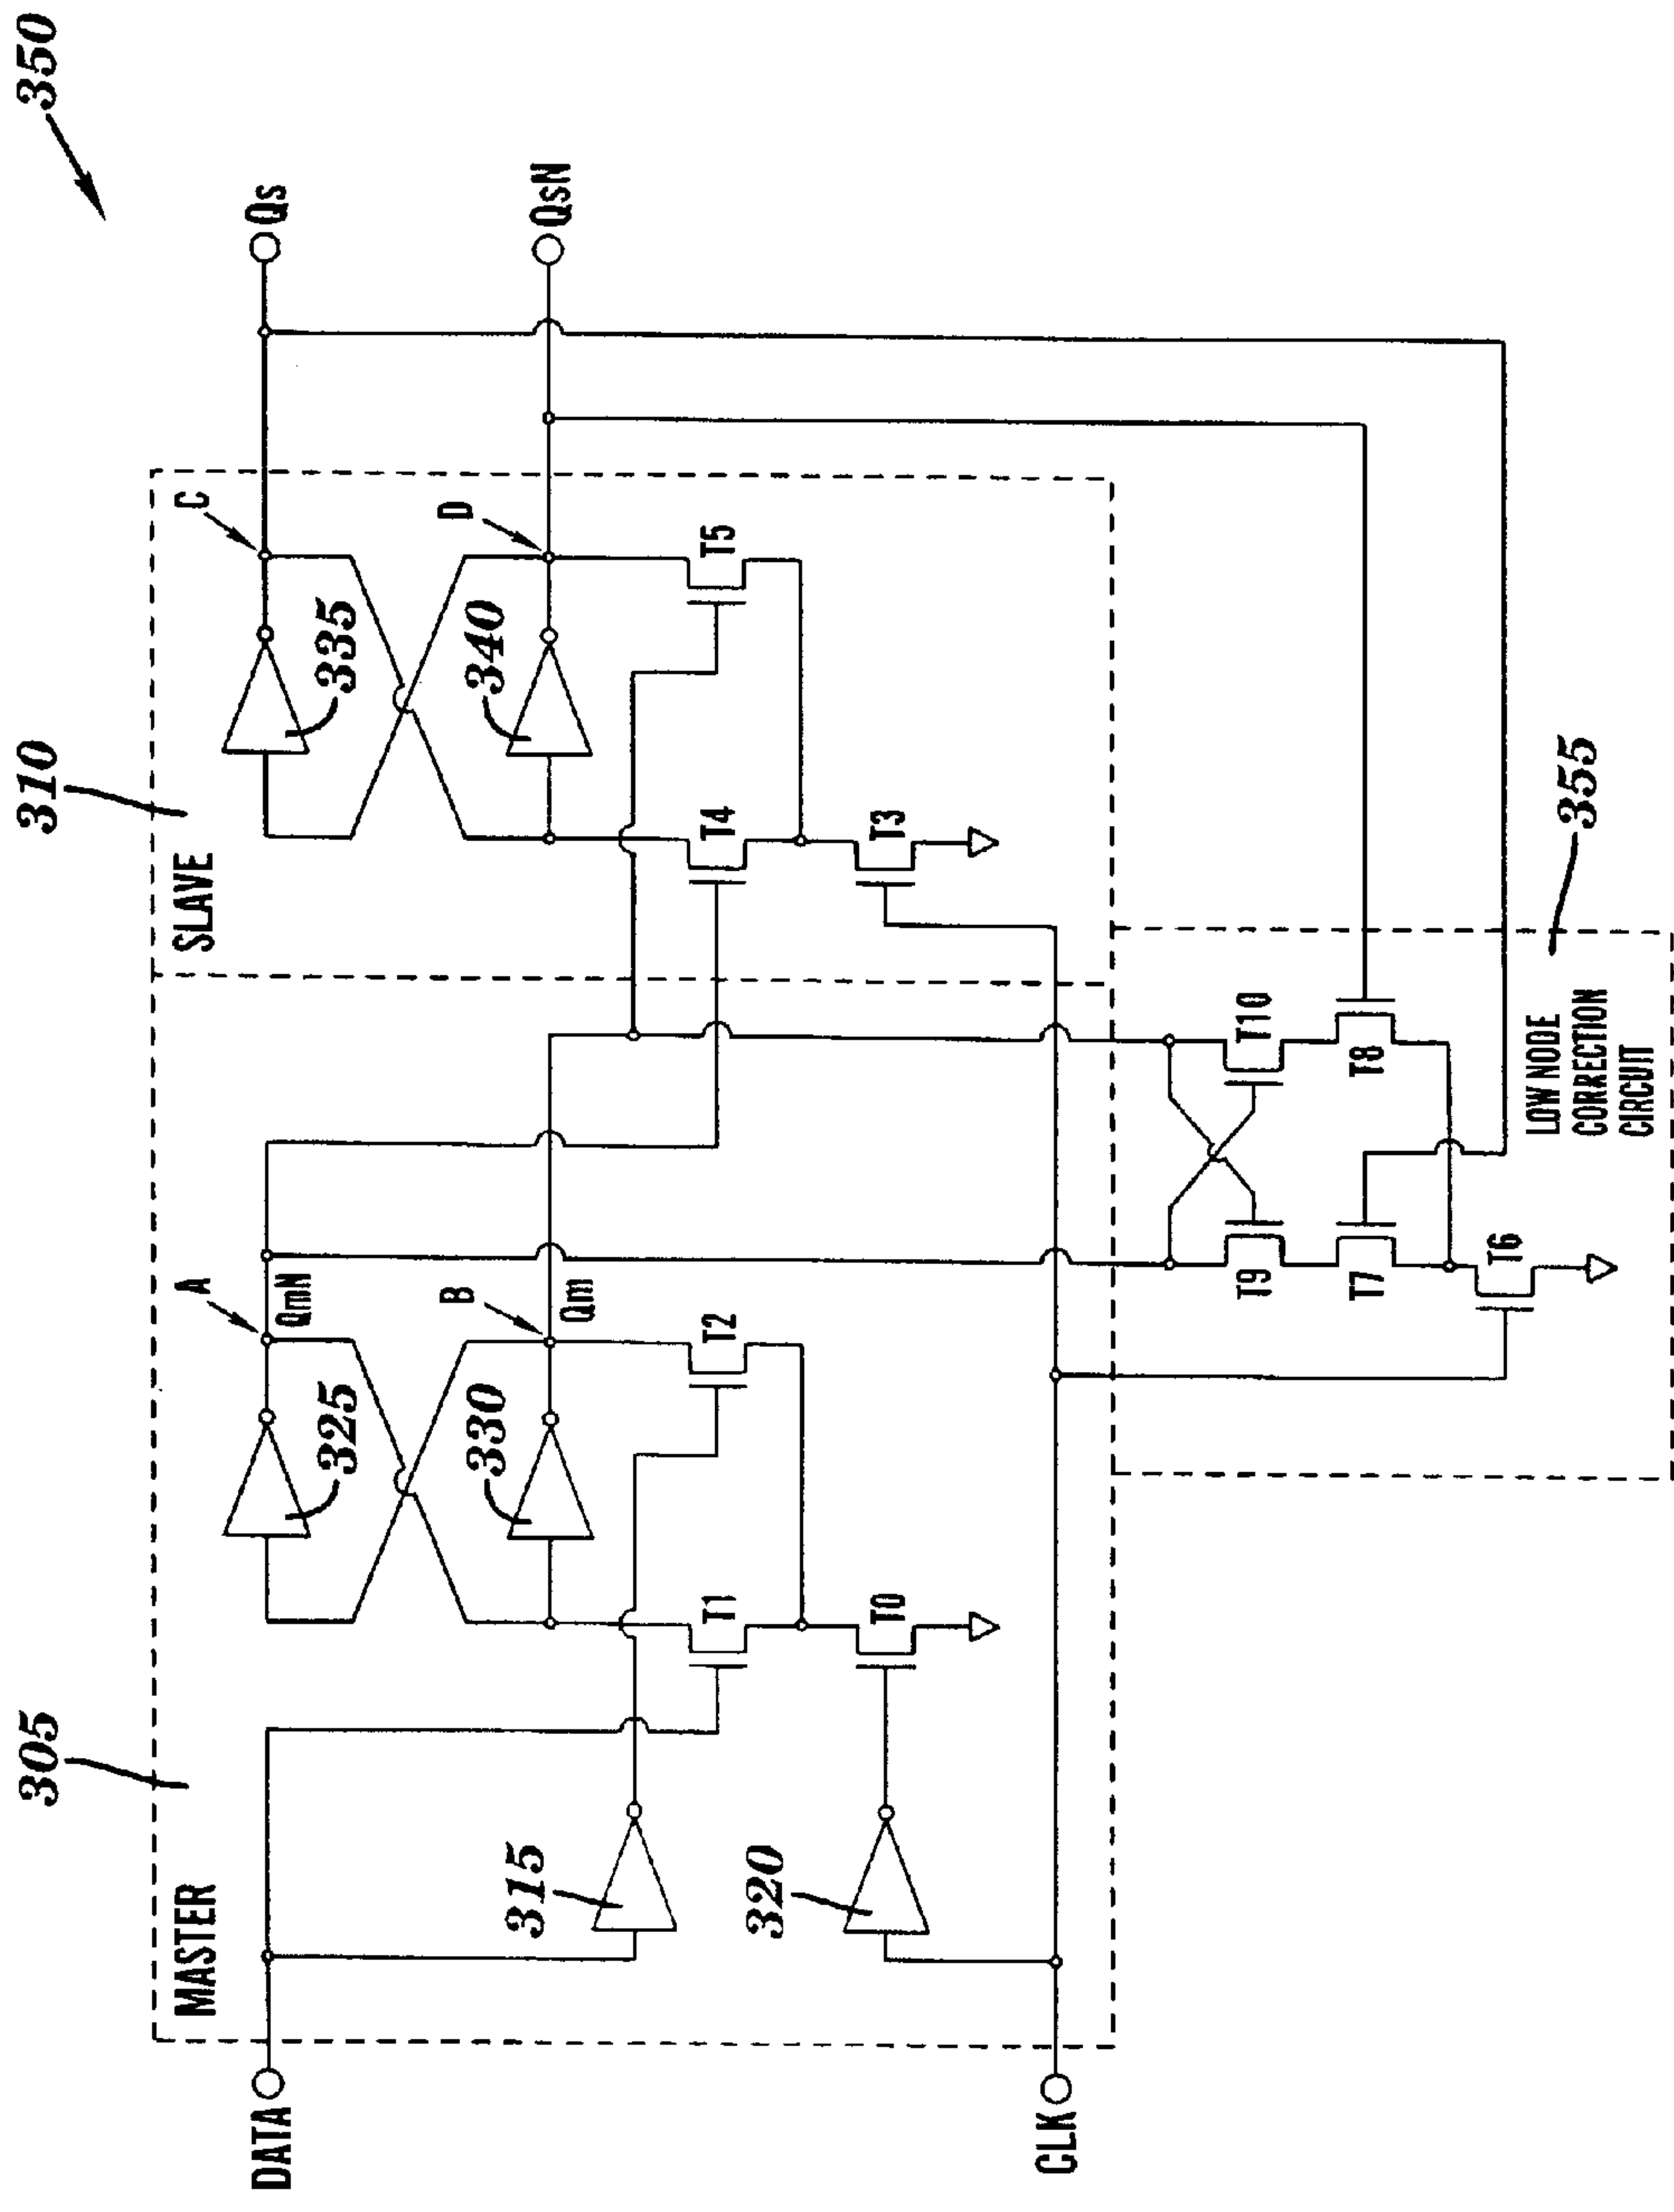 350
310
305
MASTER
SLAVE
DATA
CLK
A
QmN
B
Qm
C
D
Qs
QsN
325
330
335
340
315
320
T1
T2
T0
T4
T5
T3
T9
T10
T7
T8
T6
LOW NODE
CORRECTION
CIRCUIT
355